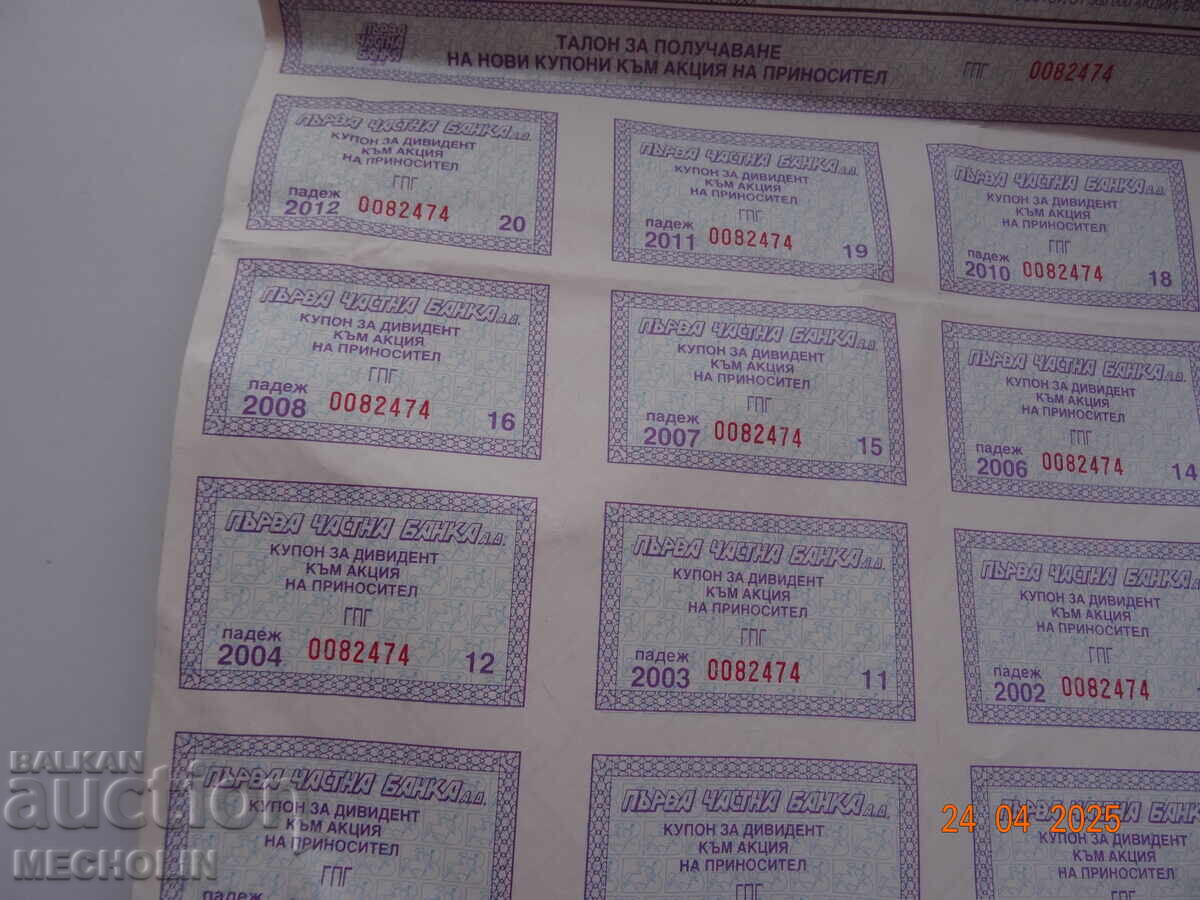 ПЪРВА
ЧАСТНА
БАНКА
ТАЛОН ЗА ПОЛУЧАВАНЕ
НА НОВИ КУПОНИ КЪМ АКЦИЯ НА ПРИНОСИТЕЛ ГПГ 0082474
ПЪРВА ЧАСТНА БАНКА А.Д.
КУПОН ЗА ДИВИДЕНТ
КЪМ АКЦИЯ
НА ПРИНОСИТЕЛ
ГПГ
падеж
2012 0082474 20
ПЪРВА ЧАСТНА БАНКА А.Д.
КУПОН ЗА ДИВИДЕНТ
КЪМ АКЦИЯ
НА ПРИНОСИТЕЛ
ГПГ
падеж
2011 0082474 19
ПЪРВА ЧАСТНА БАНКА А.Д.
КУПОН ЗА ДИВИДЕНТ
КЪМ АКЦИЯ
НА ПРИНОСИТЕЛ
ГПГ
падеж
2010 0082474 18
ПЪРВА ЧАСТНА БАНКА А.Д.
КУПОН ЗА ДИВИДЕНТ
КЪМ АКЦИЯ
НА ПРИНОСИТЕЛ
ГПГ
падеж
2008 0082474 16
ПЪРВА ЧАСТНА БАНКА А.Д.
КУПОН ЗА ДИВИДЕНТ
КЪМ АКЦИЯ
НА ПРИНОСИТЕЛ
ГПГ
падеж
2007 0082474 15
ПЪРВА ЧАСТНА БАНКА А.Д.
КУПОН ЗА ДИВИДЕНТ
КЪМ АКЦИЯ
НА ПРИНОСИТЕЛ
ГПГ
падеж
2006 0082474 14
ПЪРВА ЧАСТНА БАНКА А.Д.
КУПОН ЗА ДИВИДЕНТ
КЪМ АКЦИЯ
НА ПРИНОСИТЕЛ
ГПГ
падеж
2004 0082474 12
ПЪРВА ЧАСТНА БАНКА А.Д.
КУПОН ЗА ДИВИДЕНТ
КЪМ АКЦИЯ
НА ПРИНОСИТЕЛ
ГПГ
падеж
2003 0082474 11
ПЪРВА ЧАСТНА БАНКА
КУПОН ЗА ДИВИДЕНТ
КЪМ АКЦИЯ
НА ПРИНОСИТЕЛ
ГПГ
падеж
2002 0082474
ПЪРВА ЧАСТНА БАНКА А.Д.
КУПОН ЗА ДИВИДЕНТ
КЪМ АКЦИЯ
НА ПРИНОСИТЕЛ
ГПГ
падеж
ПЪРВА ЧАСТНА БАНКА А.Д.
КУПОН ЗА ДИВИДЕНТ
КЪМ АКЦИЯ
НА ПРИНОСИТЕЛ
ГПГ
ПЪРВА ЧАСТНА БАНКА
КУПОН ЗА ДИВИДЕНТ
КЪМ АКЦИЯ
НА ПРИНОСИТЕЛ
ГПГ
24 04 2025
BALKAN
auction
MECHOLIN